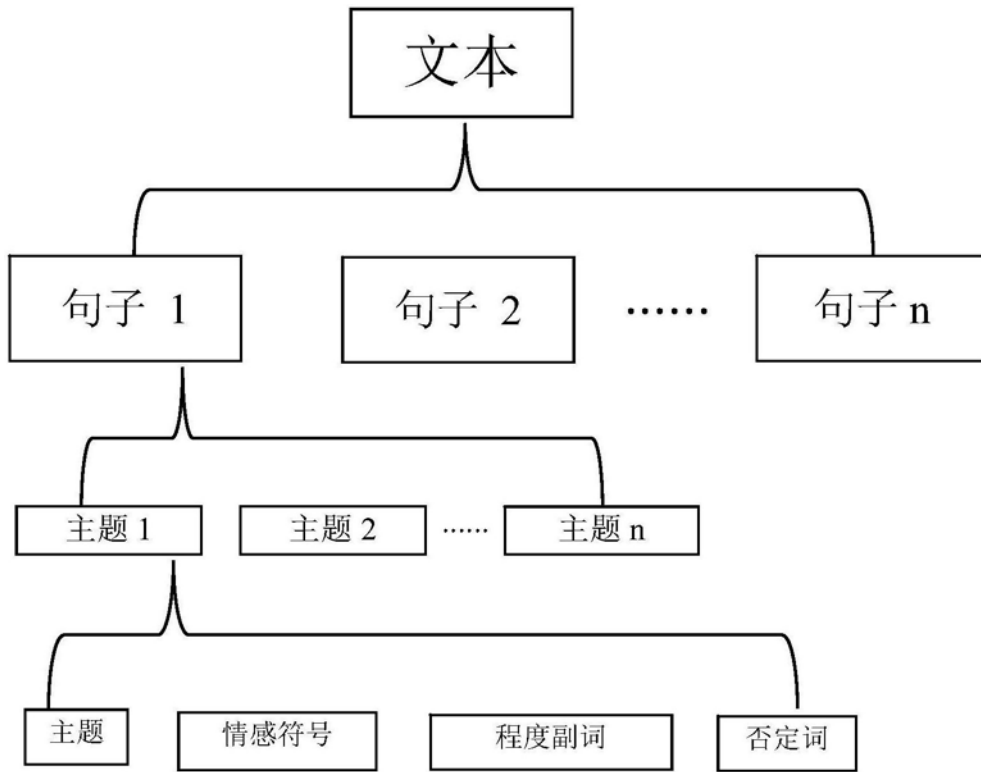 文本
句子 1 句子 2 …… 句子 n
主题 1 主题 2 …… 主题 n
主题 情感符号 程度副词 否定词